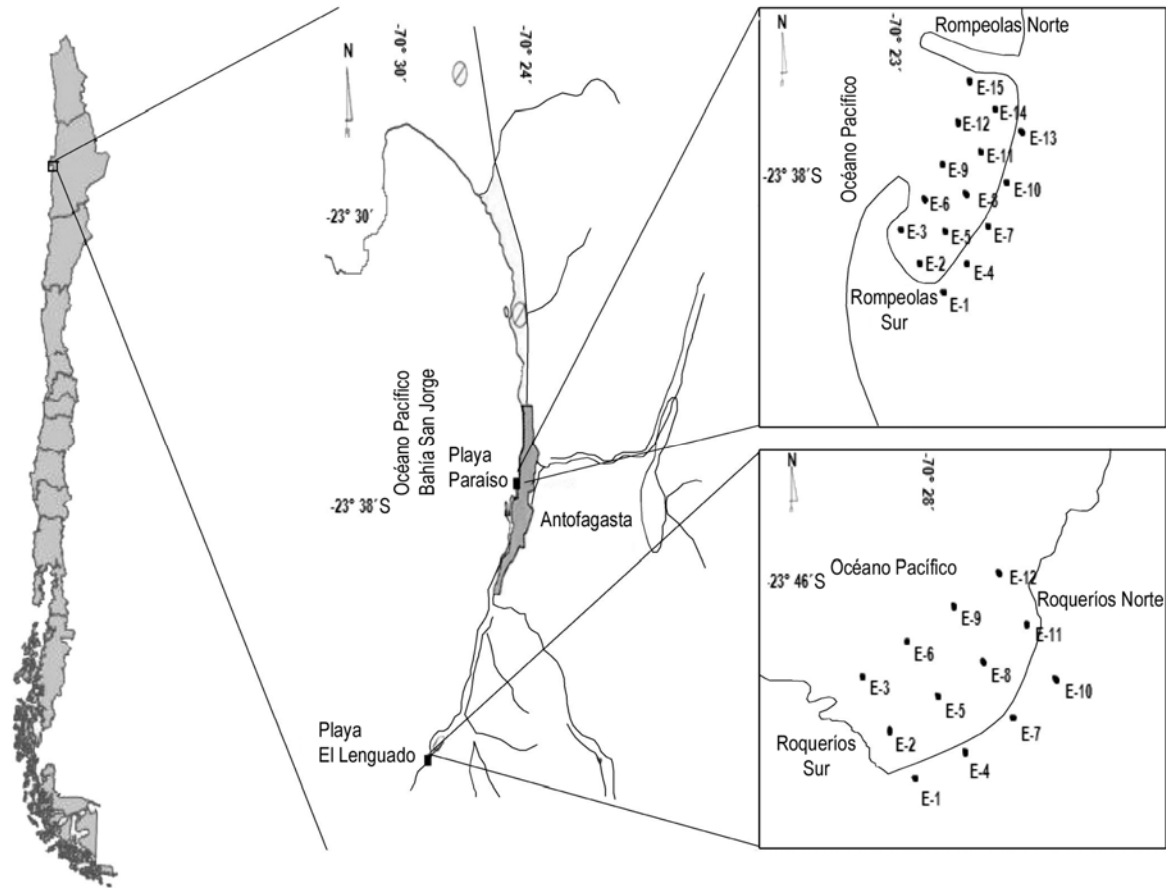 N
-70° 30´
-70° 24´
-23° 30´
Océano Pacífico
Bahía San Jorge
Playa
Paraíso
-23° 38´S
Antofagasta
Playa
El Lenguado
Rompeolas Norte
N
-70° 23´
Océano Pacífico
-23° 38´S
E-15
E-14
E-12
E-13
E-11
E-9
E-10
E-8
E-6
E-3
E-5
E-7
E-2
E-4
Rompeolas
Sur
E-1
N
-70° 28´
Océano Pacífico
-23° 46´S
E-12
Roqueríos Norte
E-9
E-11
E-6
E-8
E-3
E-10
E-5
E-7
E-2
Roqueríos
Sur
E-4
E-1